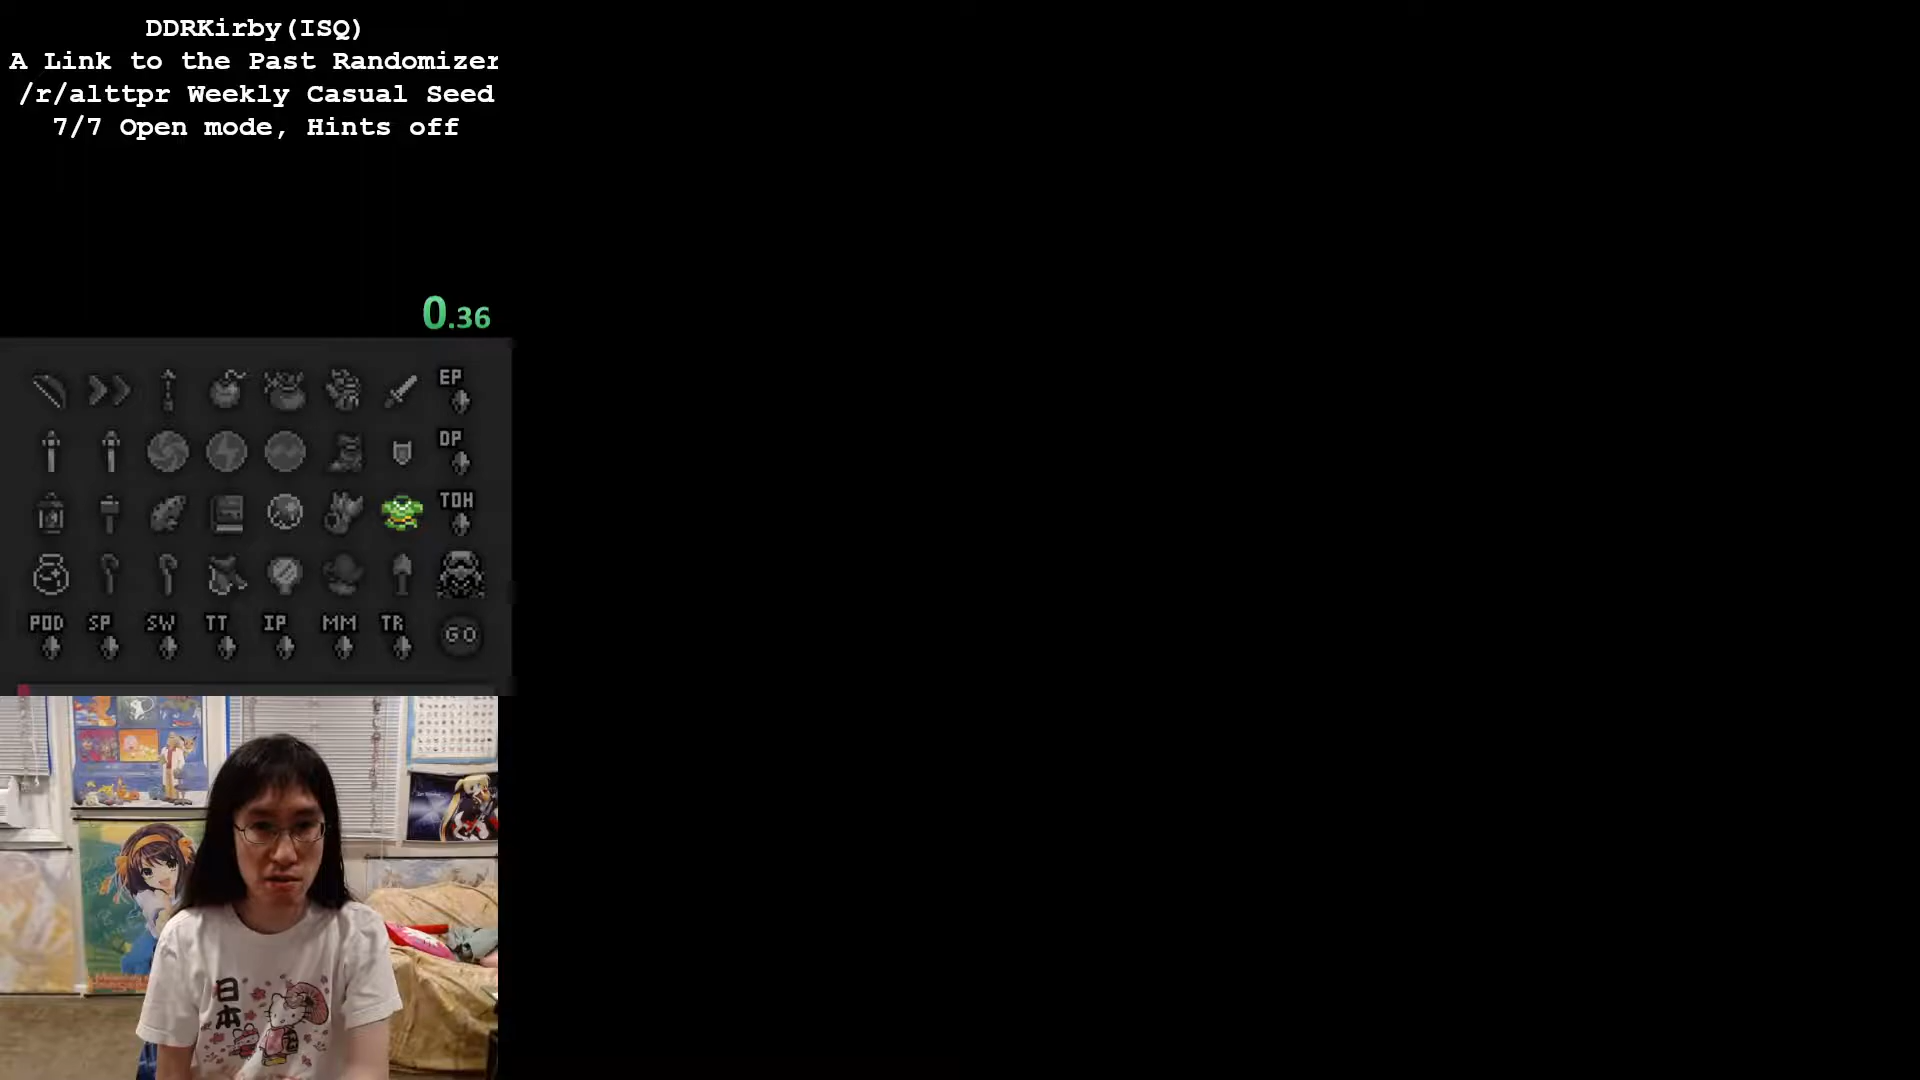 DDRKirby(ISQ)
A Link to the Past Randomizer
/r/alttpr Weekly Casual Seed
7/7 Open mode, Hints off
0.36
EP
DP
TOH
POD SP SW TT IP MM TR GO
日
本